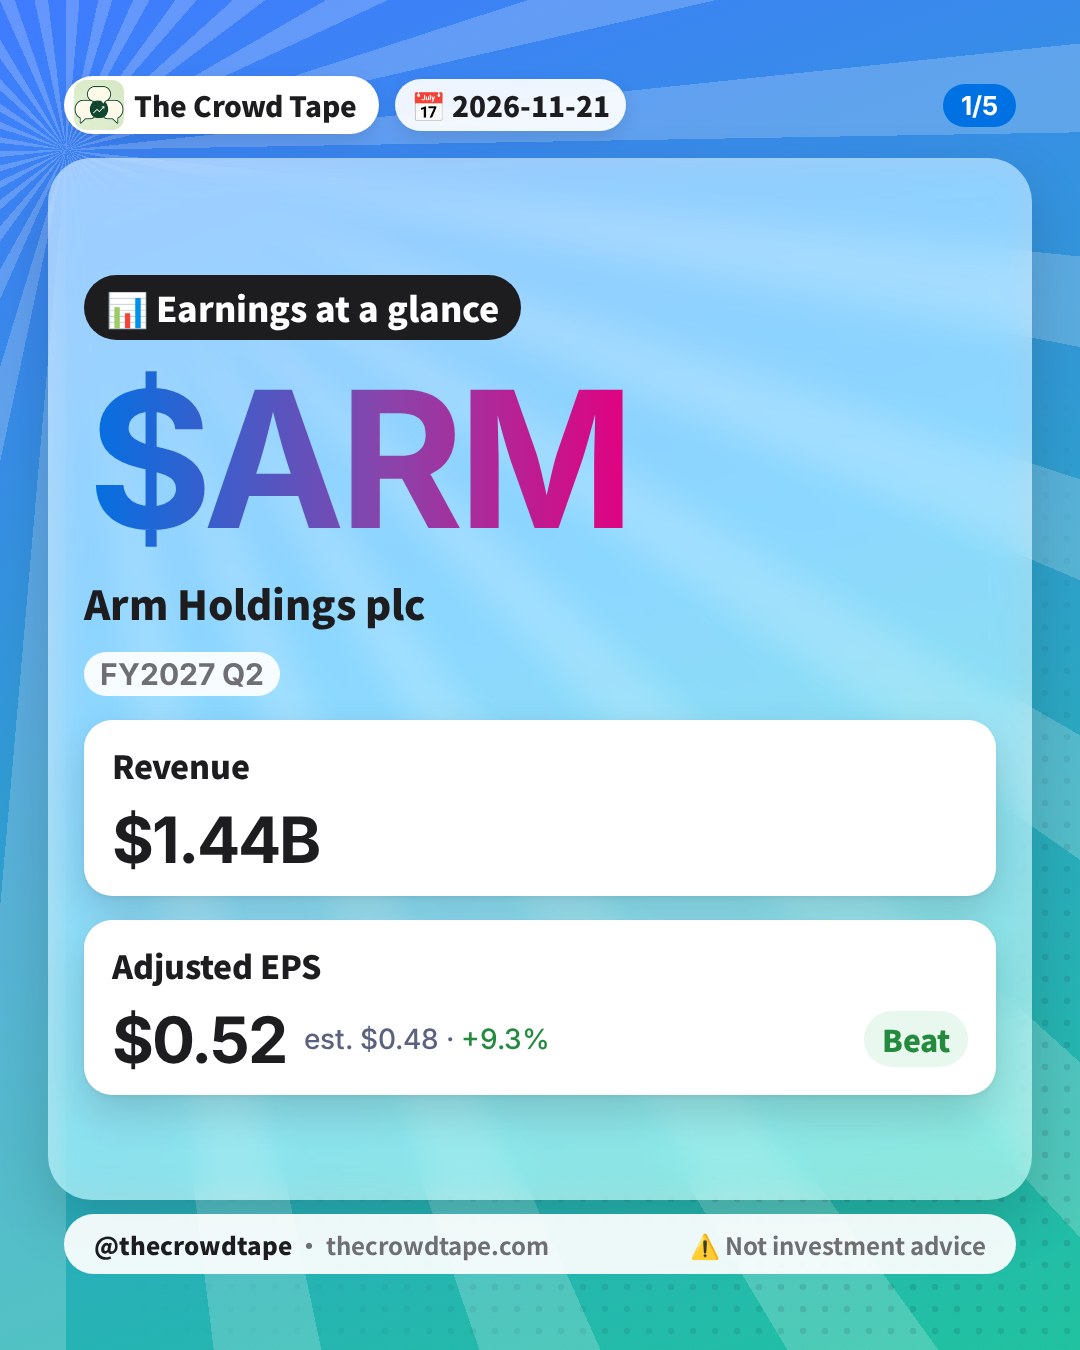 The Crowd Tape
📅 2026-11-21
1/5
📊 Earnings at a glance
$ARM
Arm Holdings plc
FY2027 Q2
Revenue
$1.44B
Adjusted EPS
$0.52 est. $0.48 · +9.3%
Beat
@thecrowdtape • thecrowdtape.com
⚠️ Not investment advice